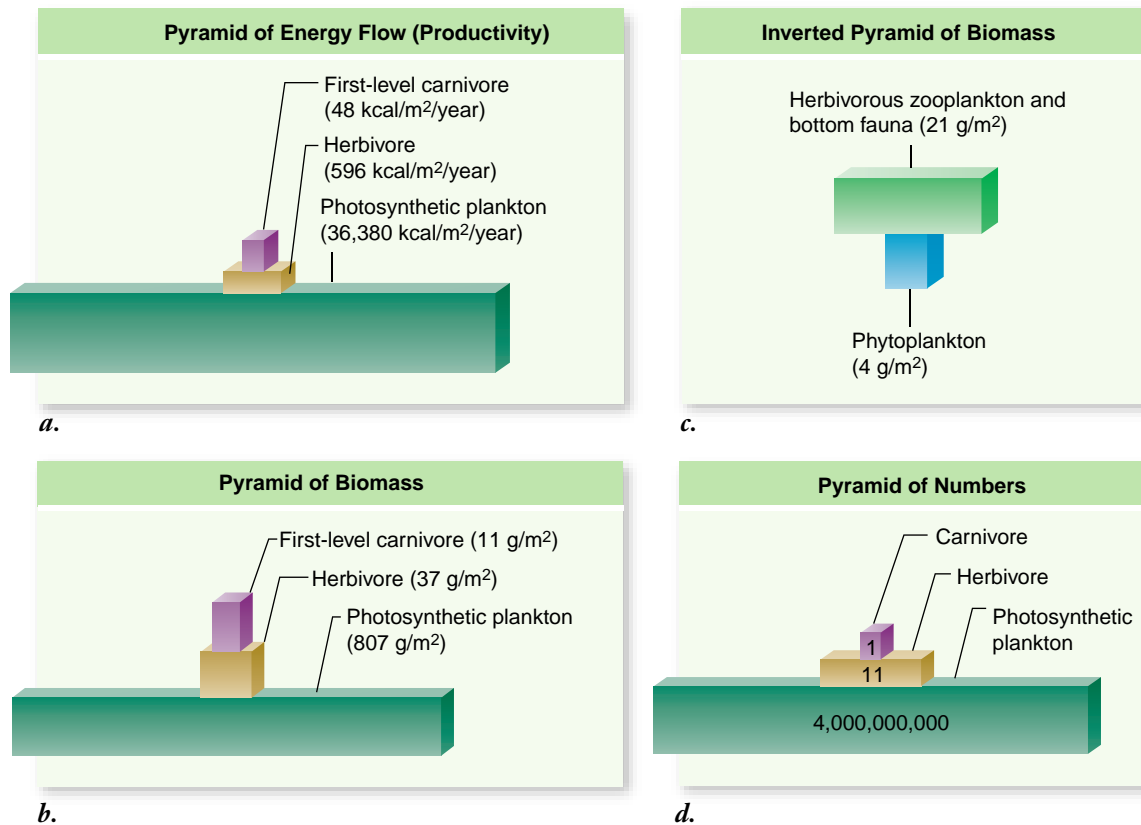 Pyramid of Energy Flow (Productivity)
First-level carnivore
(48 kcal/m²/year)
Herbivore
(596 kcal/m²/year)
Photosynthetic plankton
(36,380 kcal/m²/year)
a.
Inverted Pyramid of Biomass
Herbivorous zooplankton and
bottom fauna (21 g/m²)
Phytoplankton
(4 g/m²)
c.
Pyramid of Biomass
First-level carnivore (11 g/m²)
Herbivore (37 g/m²)
Photosynthetic plankton
(807 g/m²)
b.
Pyramid of Numbers
Carnivore
Herbivore
Photosynthetic
plankton
1
11
4,000,000,000
d.